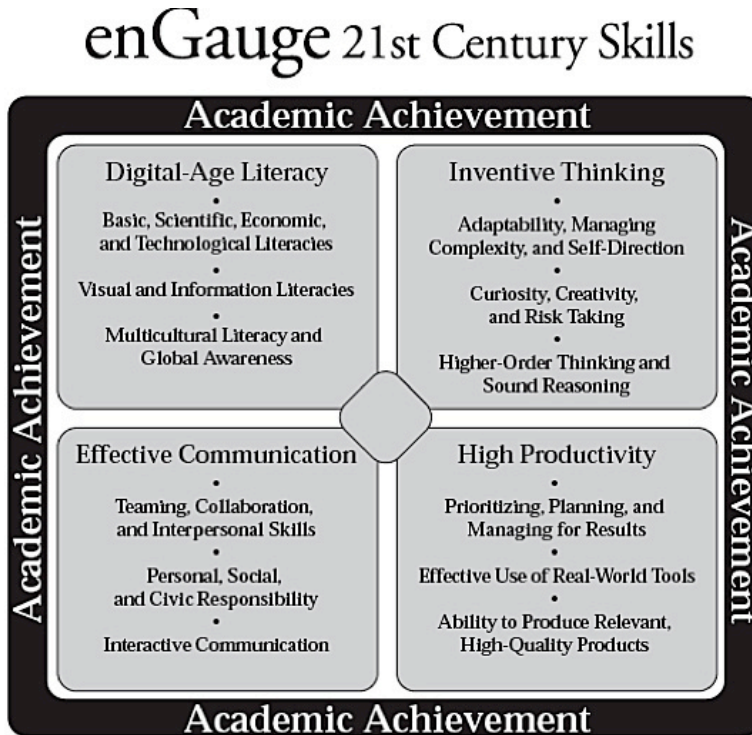 enGauge 21st Century Skills
Academic Achievement
Academic Achievement
Digital-Age Literacy
•
Basic, Scientific, Economic,
and Technological Literacies
•
Visual and Information Literacies
•
Multicultural Literacy and
Global Awareness
Inventive Thinking
•
Adaptability, Managing
Complexity, and Self-Direction
•
Curiosity, Creativity,
and Risk Taking
•
Higher-Order Thinking and
Sound Reasoning
Effective Communication
•
Teaming, Collaboration,
and Interpersonal Skills
•
Personal, Social,
and Civic Responsibility
•
Interactive Communication
High Productivity
•
Prioritizing, Planning, and
Managing for Results
•
Effective Use of Real-World Tools
•
Ability to Produce Relevant,
High-Quality Products
Academic Achievement
Academic Achievement